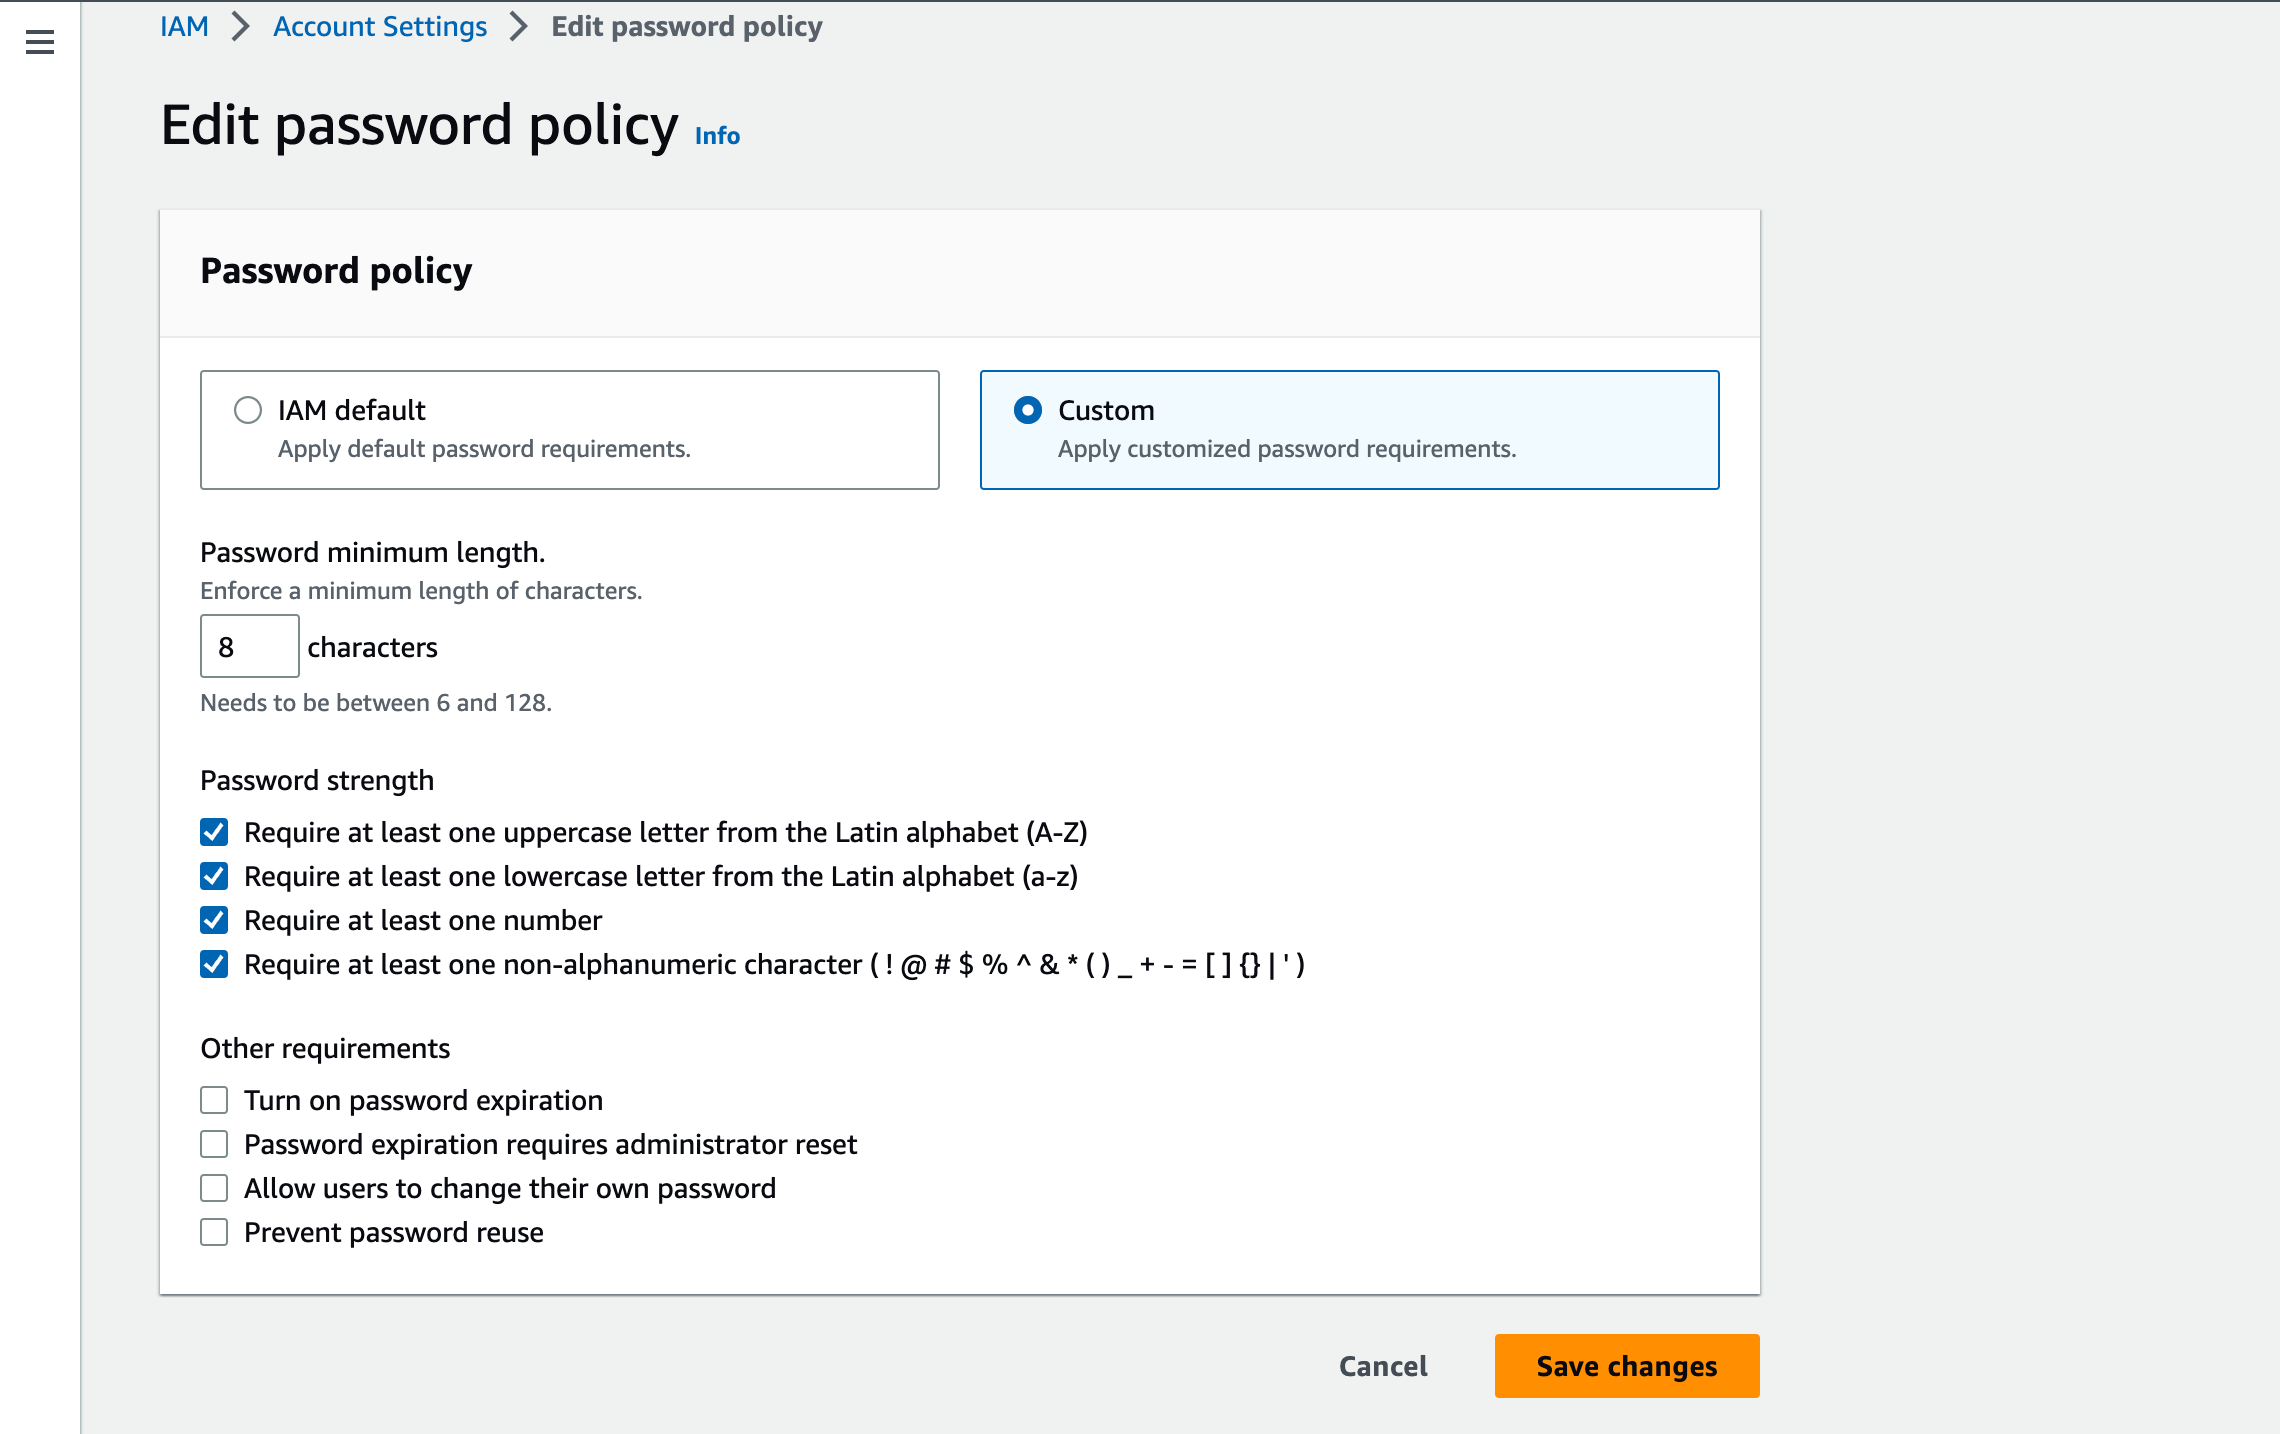 IAM > Account Settings > Edit password policy
Edit password policy Info
Password policy
IAM default
Apply default password requirements.
Custom
Apply customized password requirements.
Password minimum length.
Enforce a minimum length of characters.
8 characters
Needs to be between 6 and 128.
Password strength
Require at least one uppercase letter from the Latin alphabet (A-Z)
Require at least one lowercase letter from the Latin alphabet (a-z)
Require at least one number
Require at least one non-alphanumeric character ( ! @ # $ % ^ & * ( ) _ + - = [ ] {} | ' )
Other requirements
Turn on password expiration
Password expiration requires administrator reset
Allow users to change their own password
Prevent password reuse
Cancel
Save changes